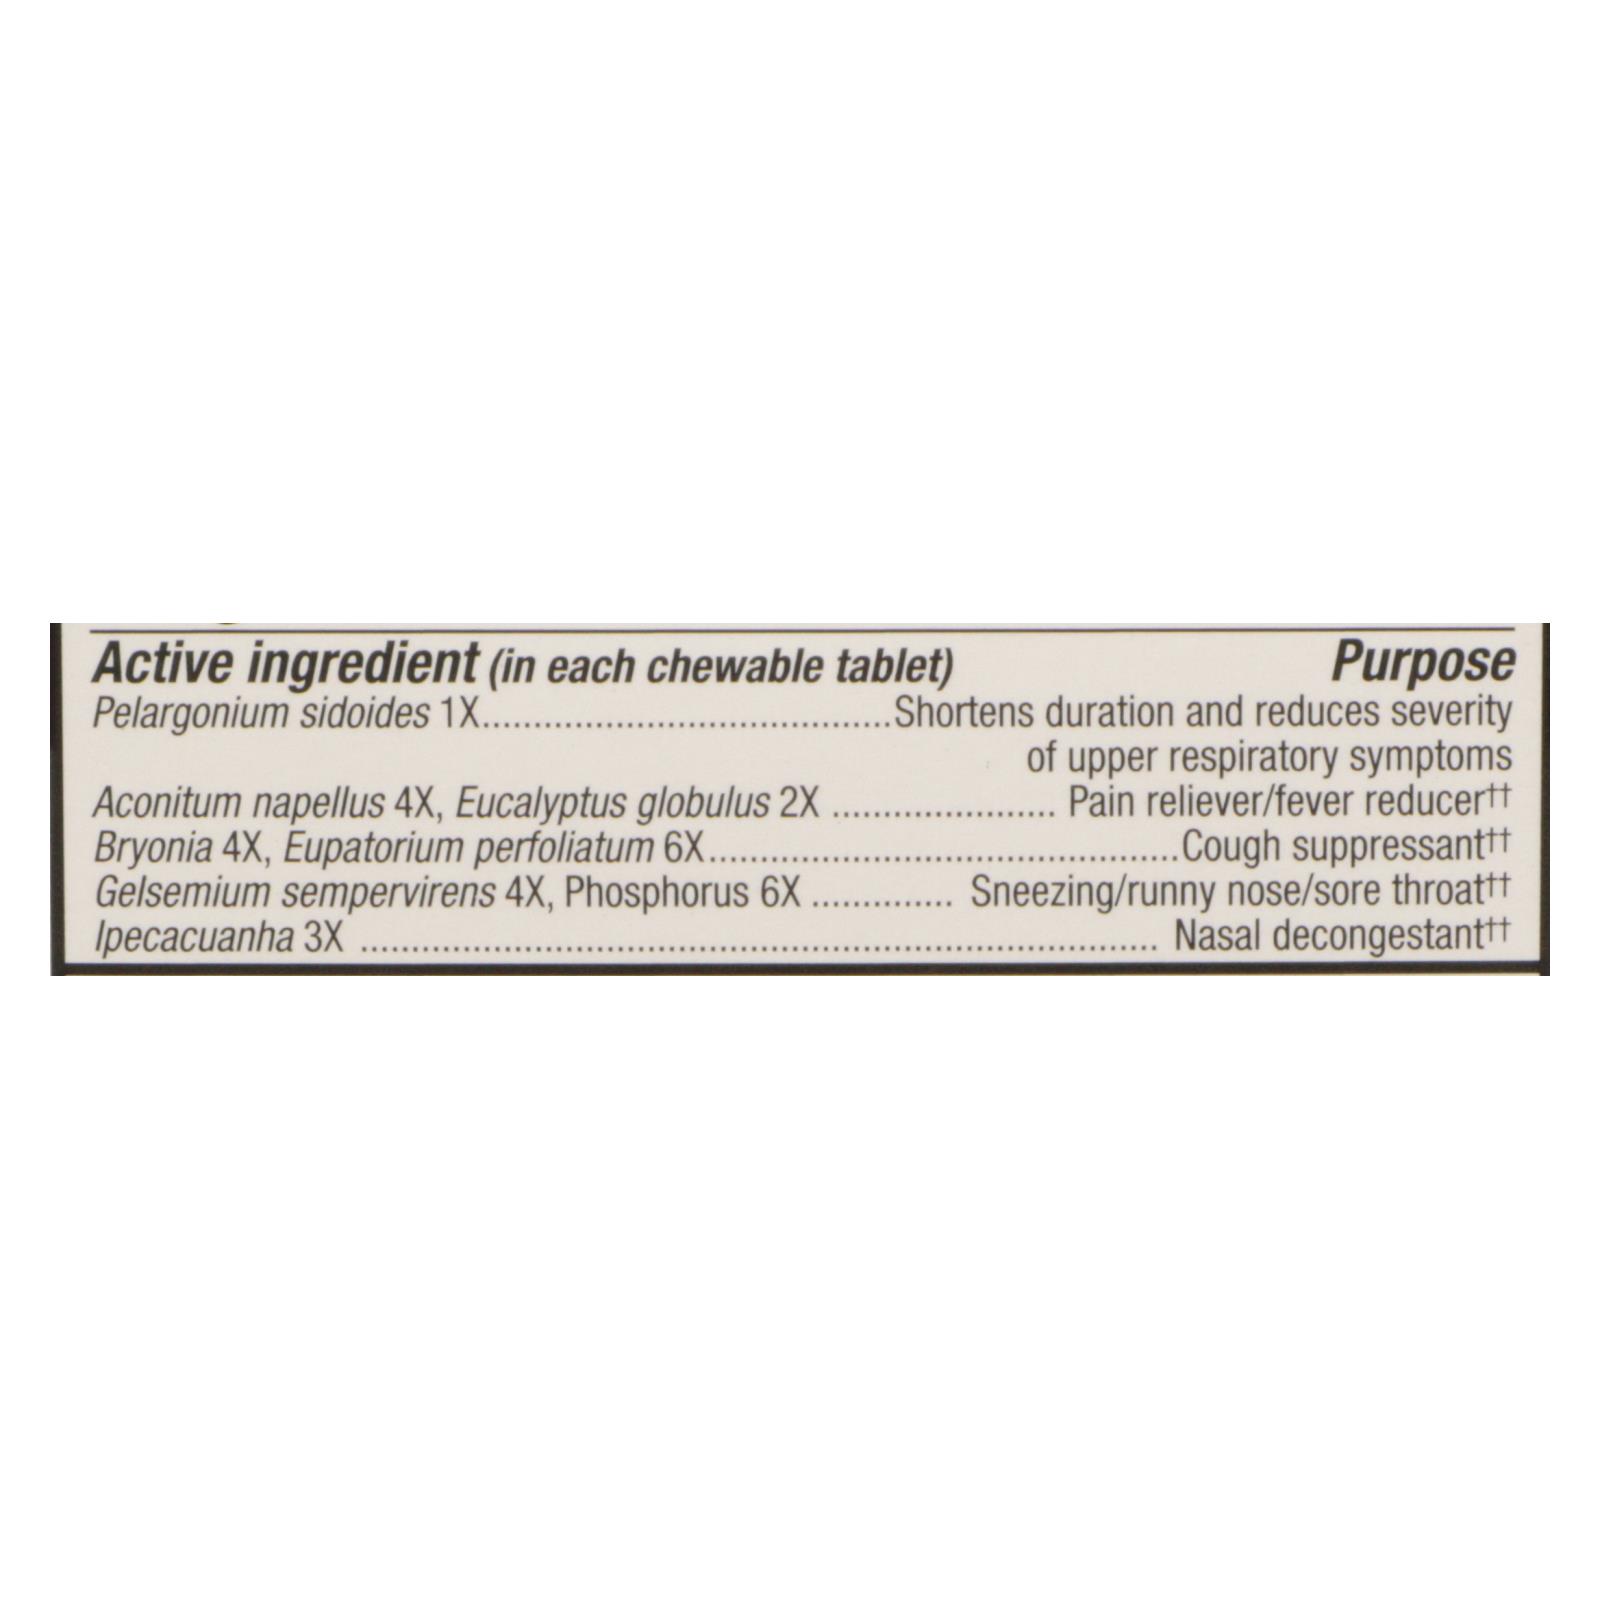 Active ingredient (in each chewable tablet) Purpose
Pelargonium sidoides 1X.......................................Shortens duration and reduces severity
of upper respiratory symptoms
Aconitum napellus 4X, Eucalyptus globulus 2X ..................... Pain reliever/fever reducer††
Bryonia 4X, Eupatorium perfoliatum 6X.............................................Cough suppressant††
Gelsemium sempervirens 4X, Phosphorus 6X .............. Sneezing/runny nose/sore throat††
Ipecacuanha 3X ............................................................................ Nasal decongestant††